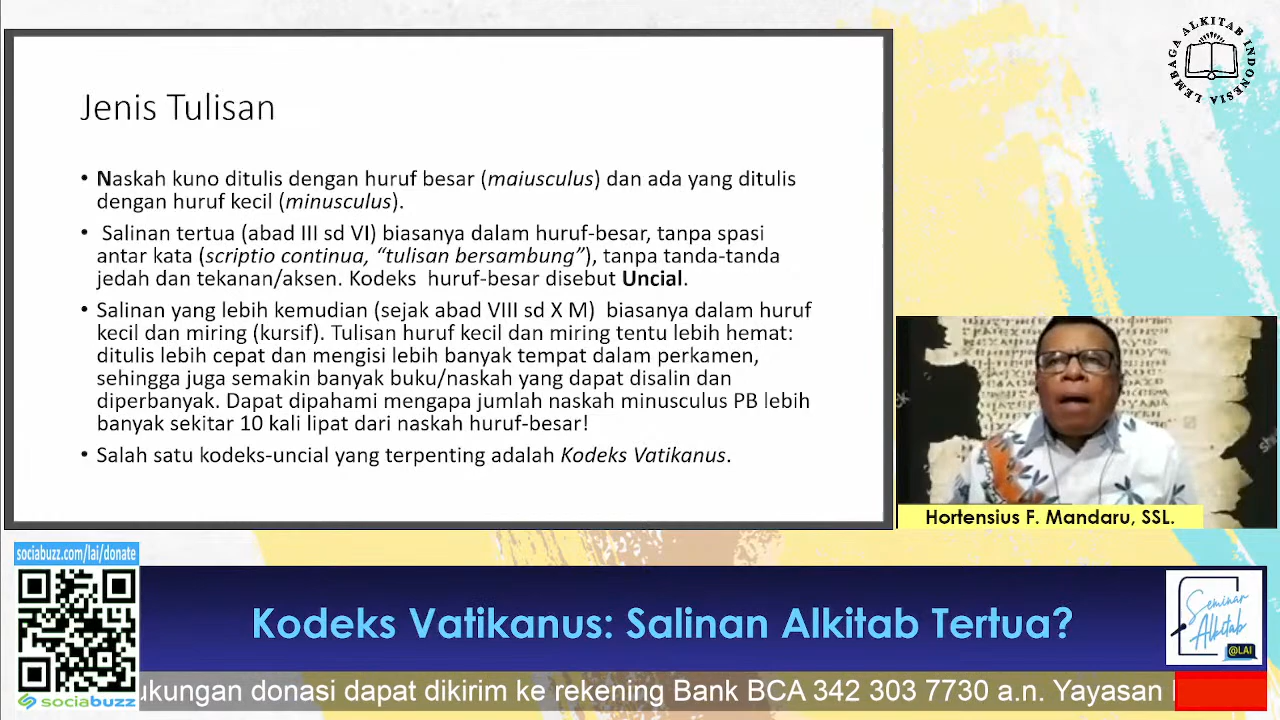 Jenis Tulisan
• Naskah kuno ditulis dengan huruf besar (maiusculus) dan ada yang ditulis
dengan huruf kecil (minusculus).
• Salinan tertua (abad III sd VI) biasanya dalam huruf-besar, tanpa spasi
antar kata (scriptio continua, “tulisan bersambung”), tanpa tanda-tanda
jedah dan tekanan/aksen. Kodeks huruf-besar disebut Uncial.
• Salinan yang lebih kemudian (sejak abad VIII sd X M) biasanya dalam huruf
kecil dan miring (kursif). Tulisan huruf kecil dan miring tentu lebih hemat:
ditulis lebih cepat dan mengisi lebih banyak tempat dalam perkamen,
sehingga juga semakin banyak buku/naskah yang dapat disalin dan
diperbanyak. Dapat dipahami mengapa jumlah naskah minusculus PB lebih
banyak sekitar 10 kali lipat dari naskah huruf-besar!
• Salah satu kodeks-uncial yang terpenting adalah Kodeks Vatikanus.
LEMBAGA ALKITAB INDONESIA
Hortensius F. Mandaru, SSL.
sociabuzz.com/lai/donate
sociabuzz
Kodeks Vatikanus: Salinan Alkitab Tertua?
Seminar
Alkitab
@LAI
ukungan donasi dapat dikirim ke rekening Bank BCA 342 303 7730 a.n. Yayasan